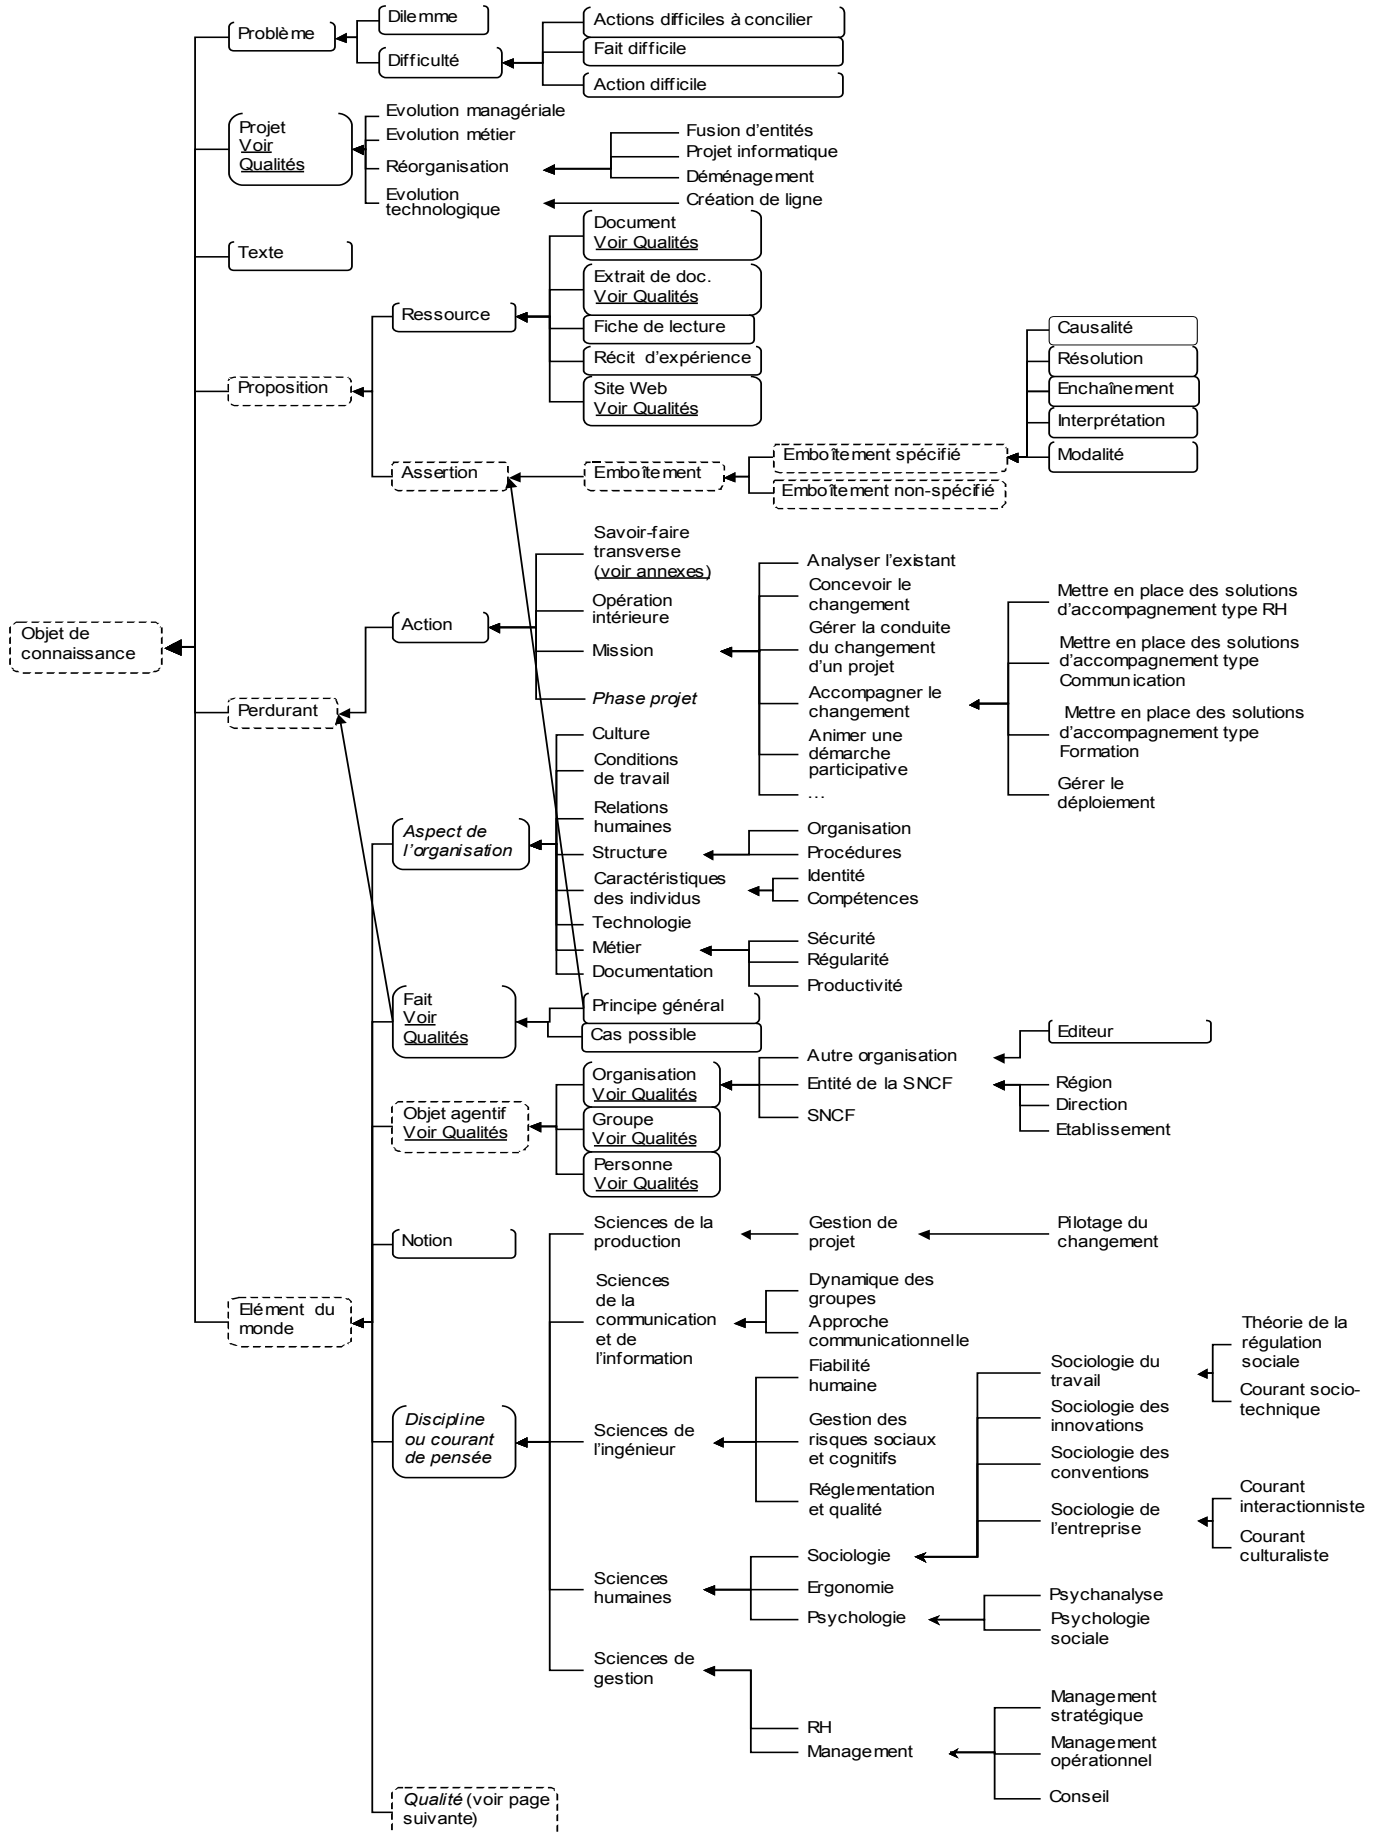 Problème
Dilemme
Difficulté
Actions difficiles à concilier
Fait difficile
Action difficile
Projet
Voir
Qualités
Evolution managériale
Evolution métier
Réorganisation
Evolution
technologique
Fusion d'entités
Projet informatique
Déménagement
Création de ligne
Texte
Proposition
Ressource
Document
Voir Qualités
Extrait de doc.
Voir Qualités
Fiche de lecture
Récit d'expérience
Site Web
Voir Qualités
Assertion
Emboîtement
Emboîtement spécifié
Emboîtement non-spécifié
Causalité
Résolution
Enchaînement
Interprétation
Modalité
Objet de
connaissance
Perdurant
Action
Savoir-faire
transverse
(voir annexes)
Opération
intérieure
Mission
Phase projet
Analyser l'existant
Concevoir le
changement
Gérer la conduite
du changement
d'un projet
Accompagner le
changement
Animer une
démarche
participative
...
Mettre en place des solutions
d'accompagnement type RH
Mettre en place des solutions
d'accompagnement type
Communication
Mettre en place des solutions
d'accompagnement type
Formation
Gérer le
déploiement
Elément du
monde
Aspect de
l'organisation
Culture
Conditions
de travail
Relations
humaines
Structure
Caractéristiques
des individus
Technologie
Métier
Documentation
Organisation
Procédures
Identité
Compétences
Sécurité
Régularité
Productivité
Fait
Voir
Qualités
Principe général
Cas possible
Objet agentif
Voir Qualités
Organisation
Voir Qualités
Groupe
Voir Qualités
Personne
Voir Qualités
Autre organisation
Entité de la SNCF
SNCF
Editeur
Région
Direction
Etablissement
Notion
Discipline
ou courant
de pensée
Sciences de la
production
Gestion de
projet
Pilotage du
changement
Sciences
de la
communication
et de
l'information
Dynamique des
groupes
Approche
communicationnelle
Sciences de
l'ingénieur
Fiabilité
humaine
Gestion des
risques sociaux
et cognitifs
Réglementation
et qualité
Sciences
humaines
Sociologie
Ergonomie
Psychologie
Sociologie du
travail
Sociologie des
innovations
Sociologie des
conventions
Sociologie de
l'entreprise
Théorie de la
régulation
sociale
Courant socio-
technique
Courant
interactionniste
Courant
culturaliste
Psychanalyse
Psychologie
sociale
Sciences de
gestion
RH
Management
Management
stratégique
Management
opérationnel
Conseil
Qualité (voir page
suivante)